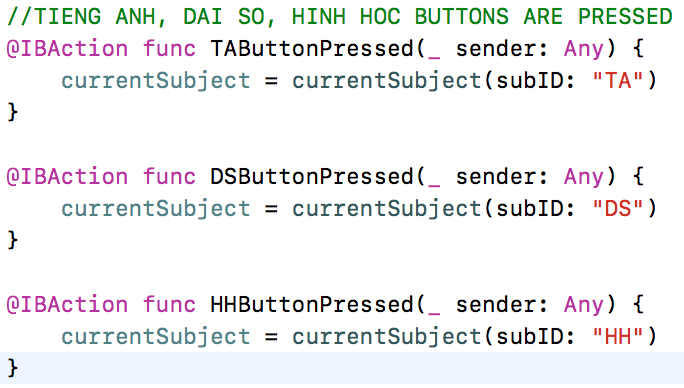 //TIENG ANH, DAI SO, HINH HOC BUTTONS ARE PRESSED
@IBAction func TAButtonPressed(_ sender: Any) {
    currentSubject = currentSubject(subID: "TA")
}
@IBAction func DSButtonPressed(_ sender: Any) {
    currentSubject = currentSubject(subID: "DS")
}
@IBAction func HHButtonPressed(_ sender: Any) {
    currentSubject = currentSubject(subID: "HH")
}